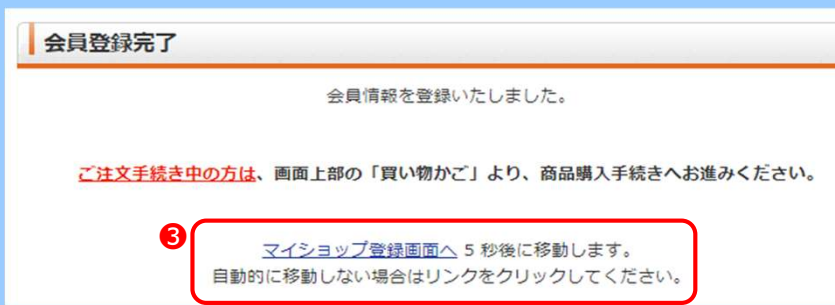 会員登録完了
会員情報を登録いたしました。
ご注文手続き中の方は、画面上部の「買い物かご」より、商品購入手続きへお進みください。
❸
マイショップ登録画面へ 5 秒後に移動します。
自動的に移動しない場合はリンクをクリックしてください。